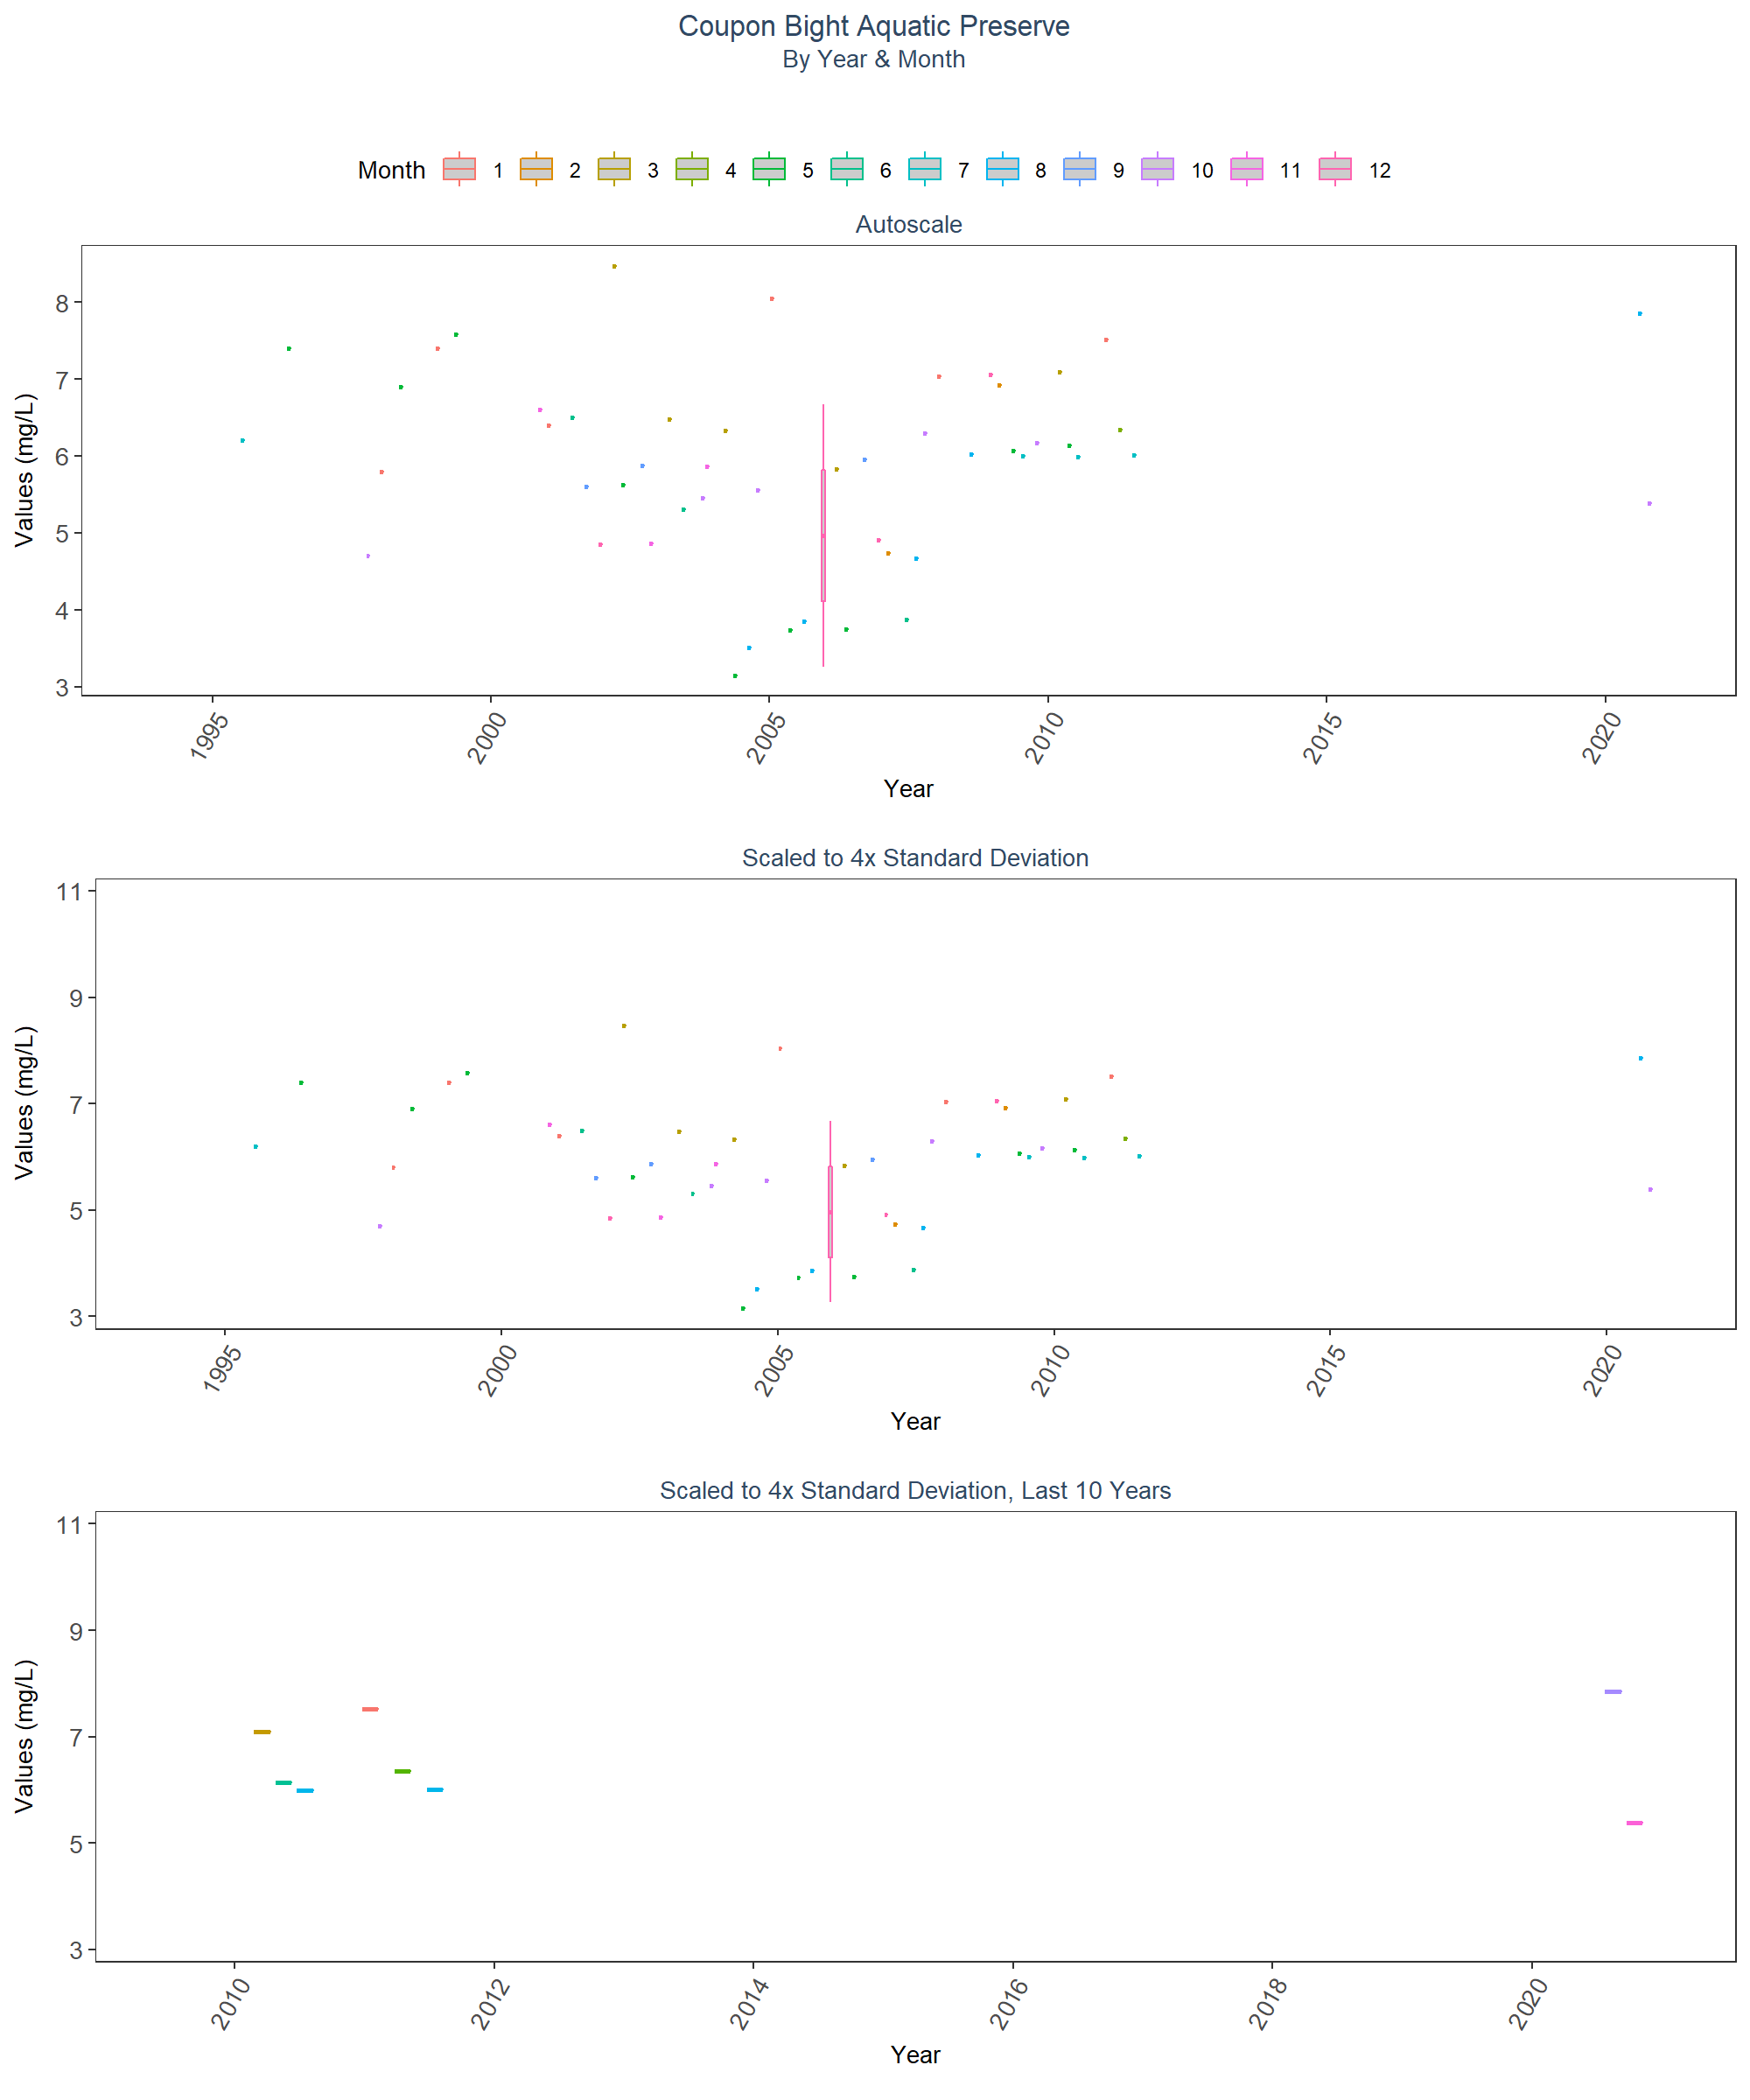 Coupon Bight Aquatic Preserve
By Year & Month
Month 1 2 3 4 5 6 7 8 9 10 11 12
Autoscale
Values (mg/L)
8
7
6
5
4
3
1995 2000 2005 2010 2015 2020
Year
Scaled to 4x Standard Deviation
Values (mg/L)
11
9
7
5
3
1995 2000 2005 2010 2015 2020
Year
Scaled to 4x Standard Deviation, Last 10 Years
Values (mg/L)
11
9
7
5
3
2010 2012 2014 2016 2018 2020
Year